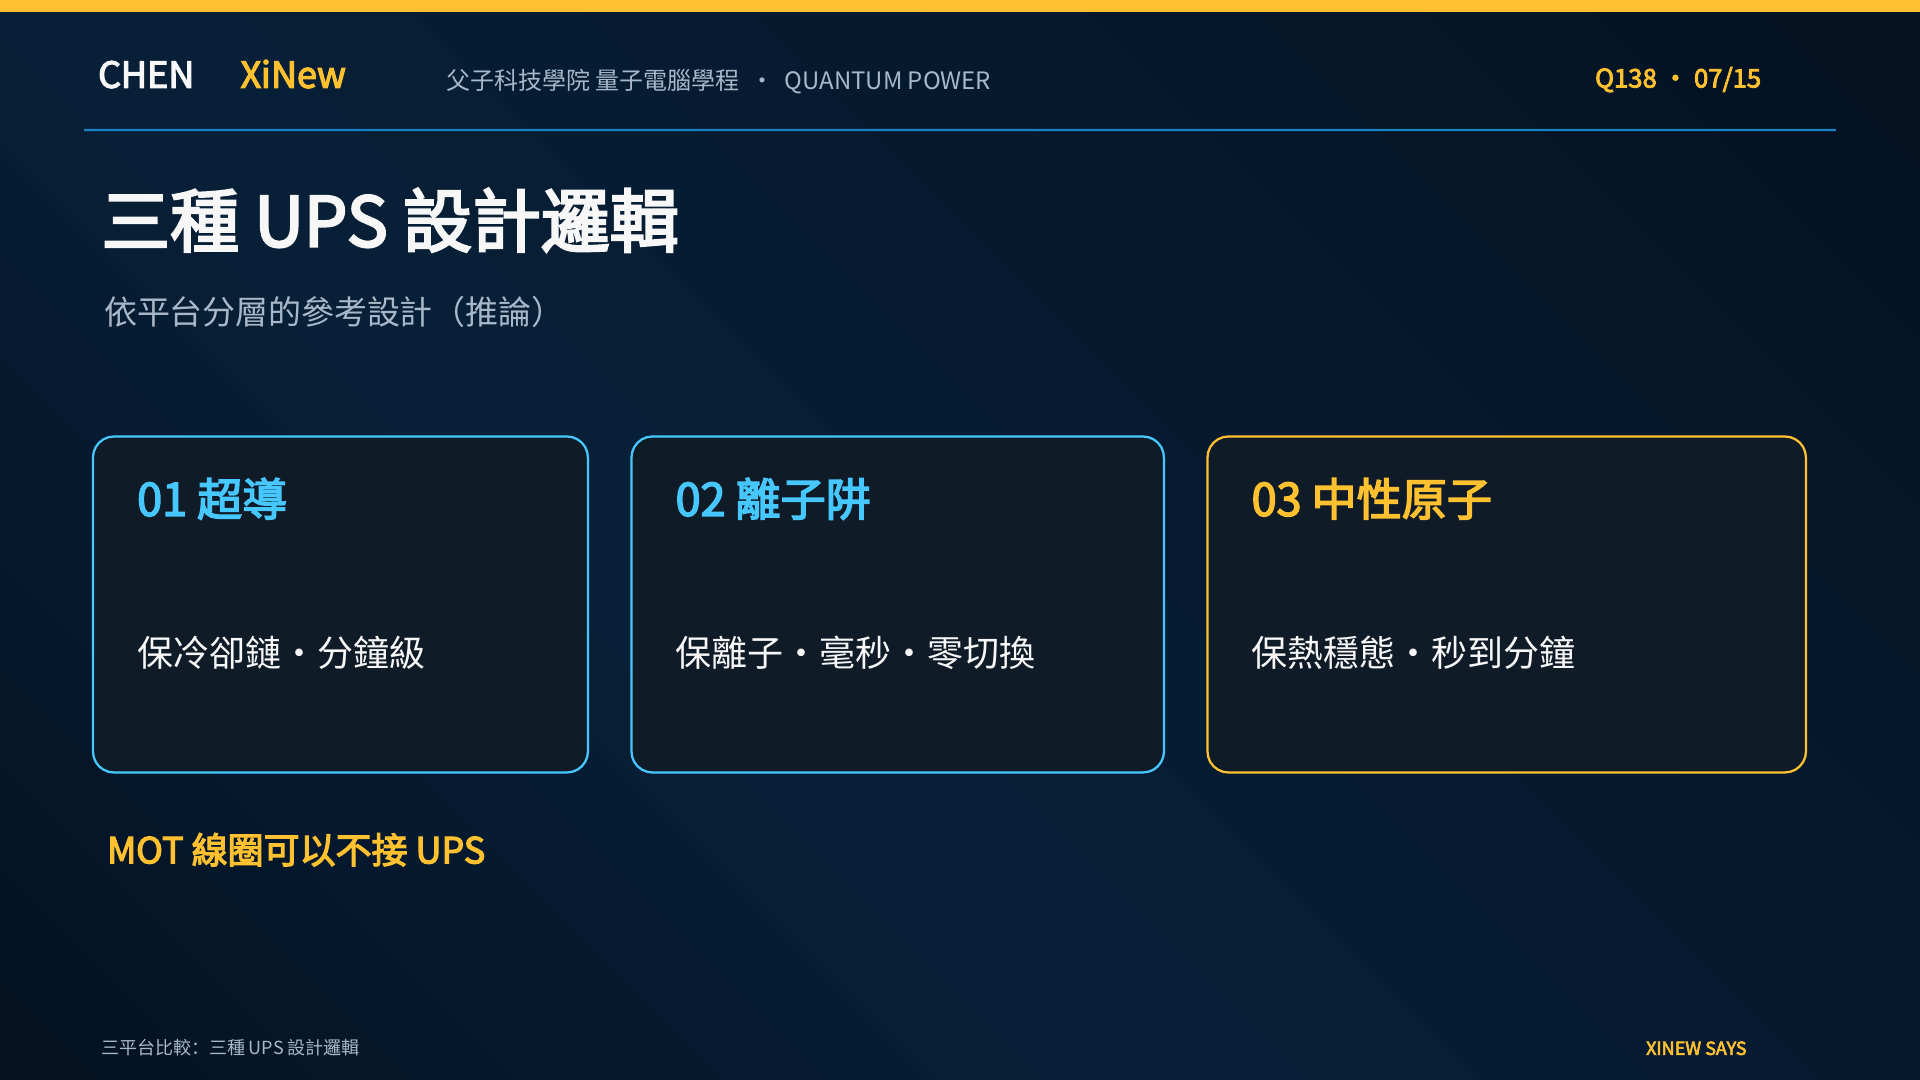 CHEN XiNew 父子科技學院 量子電腦學程 • QUANTUM POWER Q138 • 07/15
三種 UPS 設計邏輯
依平台分層的參考設計（推論）
01 超導
保冷卻鏈・分鐘級
02 離子阱
保離子・毫秒・零切換
03 中性原子
保熱穩態・秒到分鐘
MOT 線圈可以不接 UPS
三平台比較：三種 UPS 設計邏輯
XINEW SAYS